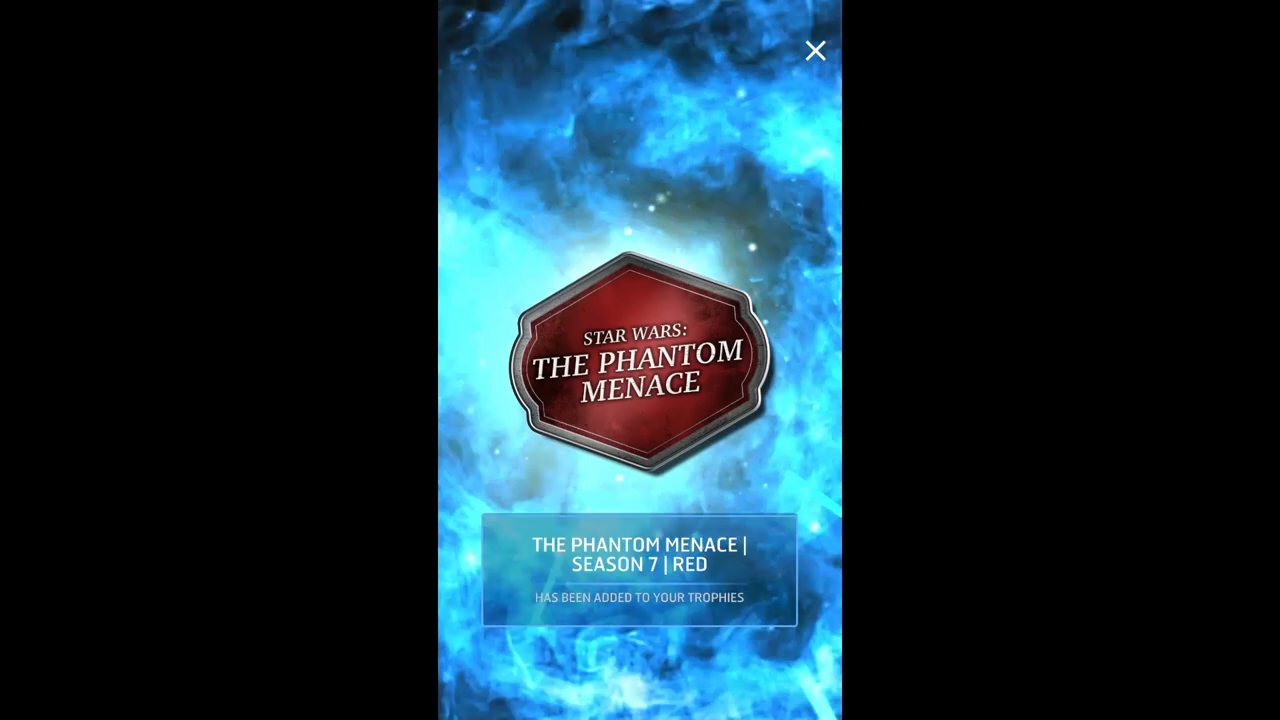 STAR WARS:
THE PHANTOM
MENACE
THE PHANTOM MENACE |
SEASON 7 | RED
HAS BEEN ADDED TO YOUR TROPHIES